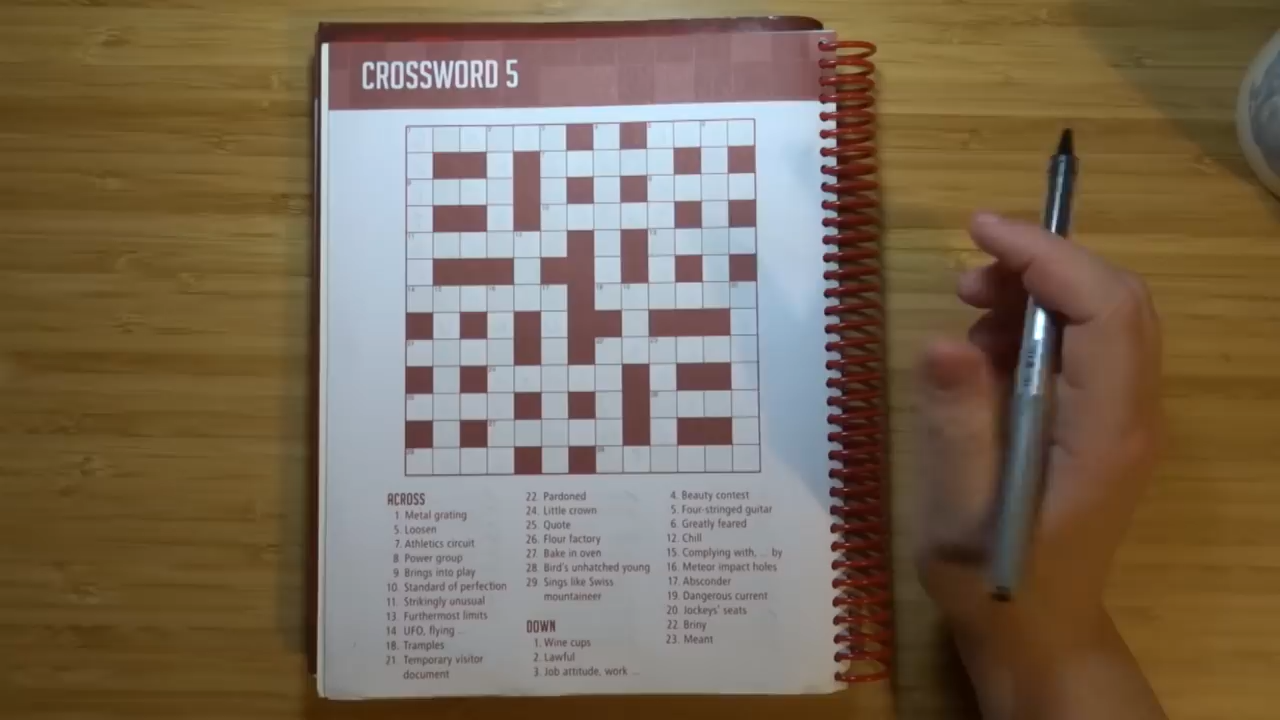 CROSSWORD 5
ACROSS
1. Metal grating
5. Loosen
7. Athletics circuit
8. Power group
9. Brings into play
10. Standard of perfection
11. Strikingly unusual
13. Furthermost limits
14. UFO, flying ...
18. Tramples
21. Temporary visitor
document
22. Pardoned
24. Little crown
25. Quote
26. Flour factory
27. Bake in oven
28. Bird's unhatched young
29. Sings like Swiss
mountaineer
DOWN
1. Wine cups
2. Lawful
3. Job attitude, work ...
4. Beauty contest
5. Four-stringed guitar
6. Greatly feared
12. Chill
15. Complying with, ... by
16. Meteor impact holes
17. Absconder
19. Dangerous current
20. Jockeys' seats
22. Briny
23. Meant